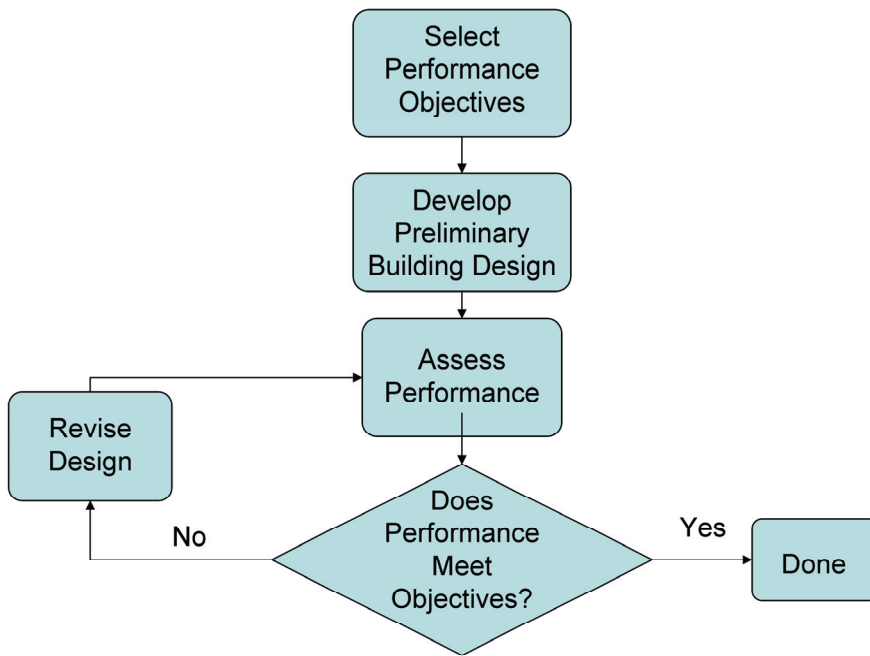 Select
Performance
Objectives
Develop
Preliminary
Building Design
Assess
Performance
Revise
Design
Does
Performance
Meet
Objectives?
No
Yes
Done